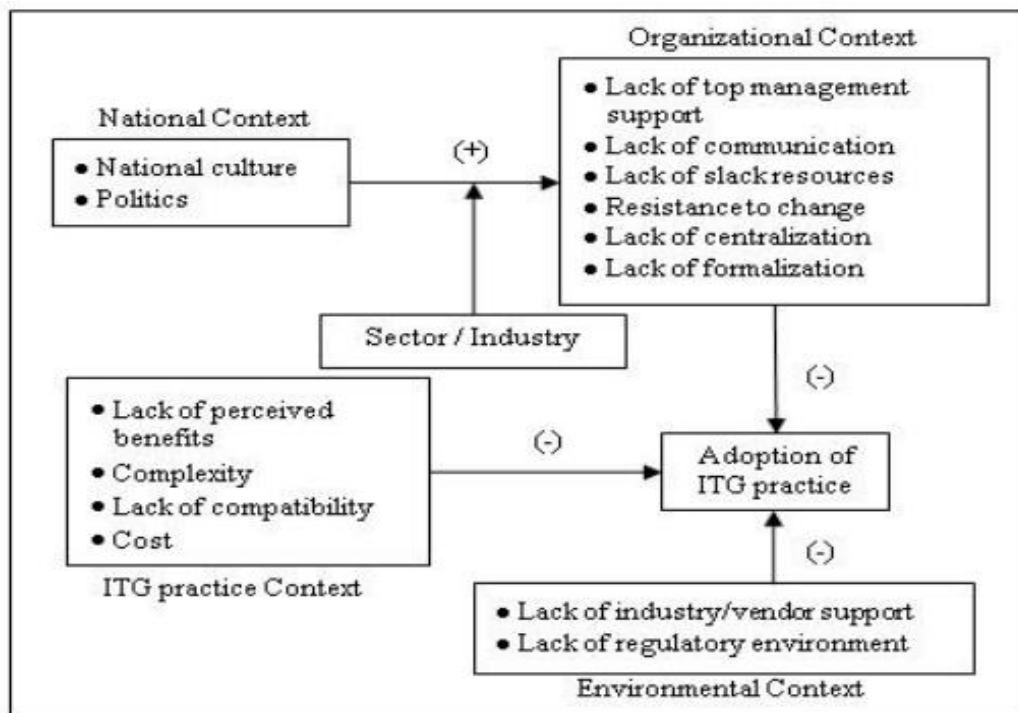 Organizational Context
● Lack of top management
support
● Lack of communication
● Lack of slack resources
● Resistance to change
● Lack of centralization
● Lack of formalization
National Context
● National culture
● Politics
(+)
Sector / Industry
(-)
● Lack of perceived
benefits
● Complexity
● Lack of compatibility
● Cost
ITG practice Context
(-)
Adoption of
ITG practice
(-)
● Lack of industry/vendor support
● Lack of regulatory environment
Environmental Context